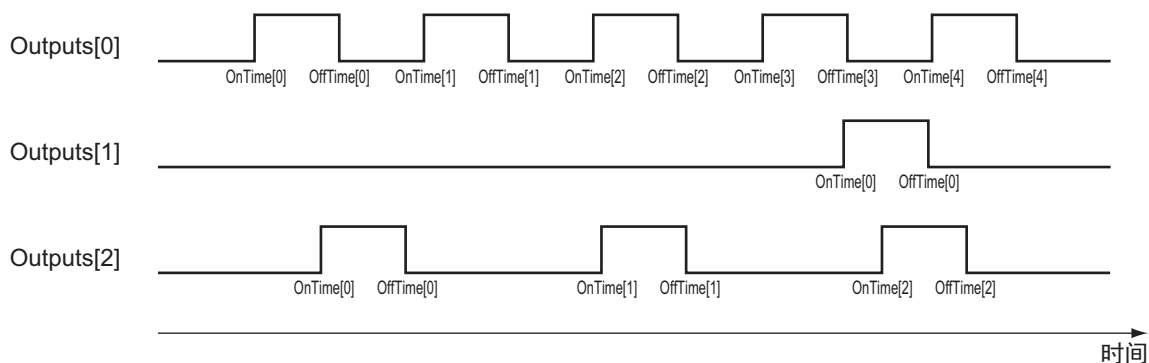 Outputs[0]
OnTime[0] OffTime[0] OnTime[1] OffTime[1] OnTime[2] OffTime[2] OnTime[3] OffTime[3] OnTime[4] OffTime[4]
Outputs[1]
OnTime[0] OffTime[0]
Outputs[2]
OnTime[0] OffTime[0] OnTime[1] OffTime[1] OnTime[2] OffTime[2]
时间